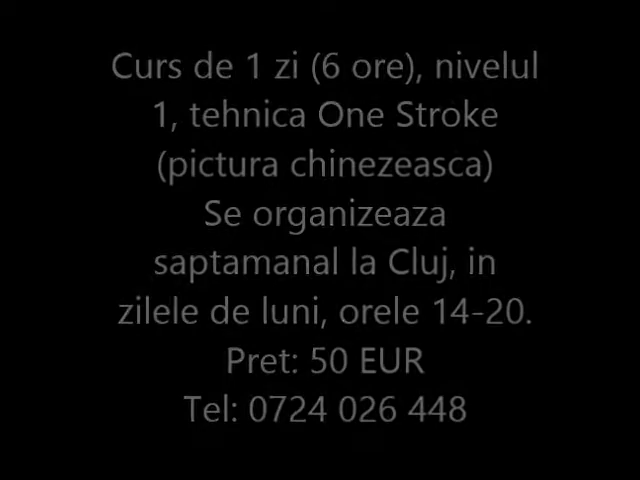 Curs de 1 zi (6 ore), nivelul
1, tehnica One Stroke
(pictura chinezeasca)
Se organizeaza
saptamanal la Cluj, in
zilele de luni, orele 14-20.
Pret: 50 EUR
Tel: 0724 026 448